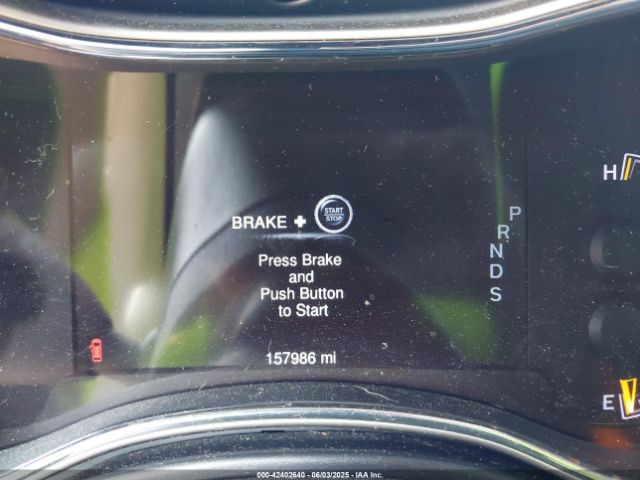 BRAKE + START STOP
Press Brake
and
Push Button
to Start
157986 mi
P
R
N
D
S
H
E
000-42402640 - 06/03/2025 - IAA Inc.